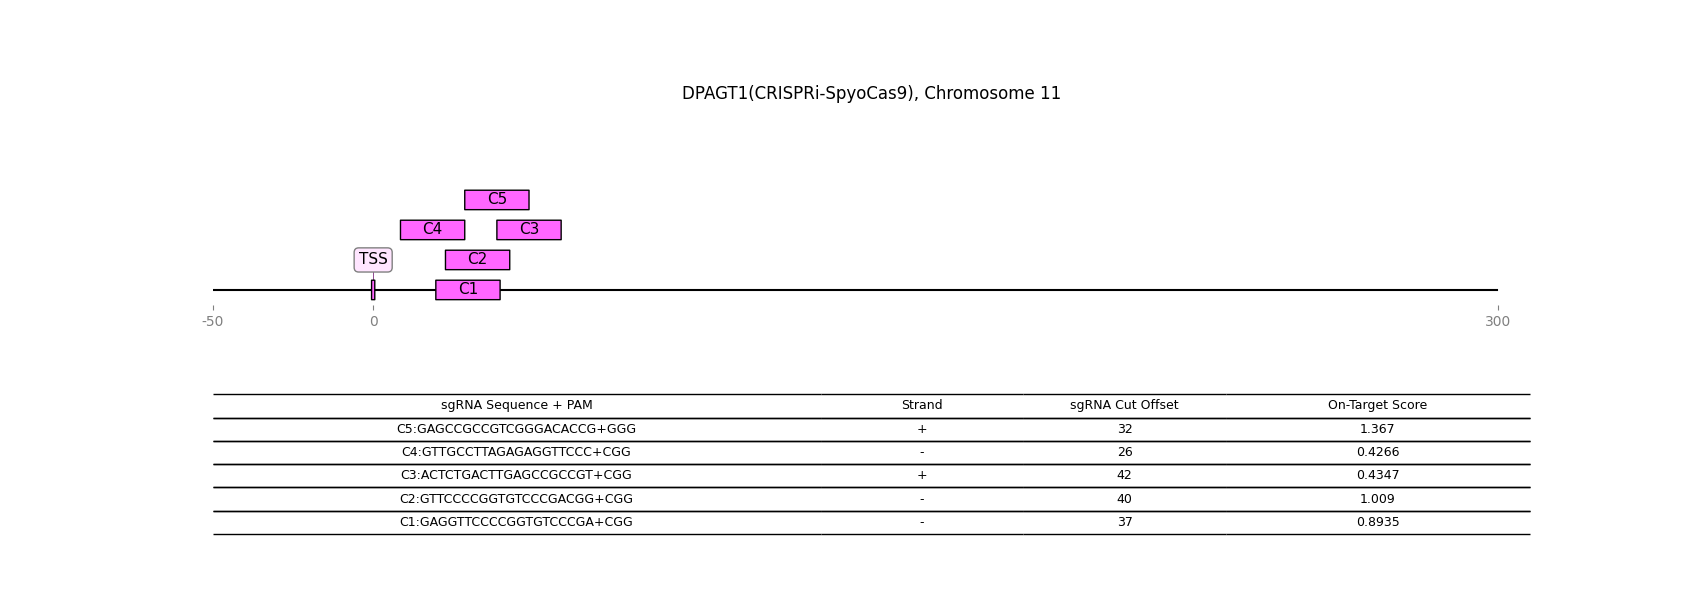 DPAGT1(CRISPRi-SpyoCas9), Chromosome 11
C5
C4 C3
TSS C2
C1
-50 0 300
sgRNA Sequence + PAM Strand sgRNA Cut Offset On-Target Score
C5:GAGCCGCCGTCGGGACACCG+GGG + 32 1.367
C4:GTTGCCTTAGAGAGGTTCCC+CGG - 26 0.4266
C3:ACTCTGACTTGAGCCGCCGT+CGG + 42 0.4347
C2:GTTCCCCGGTGTCCCGACGG+CGG - 40 1.009
C1:GAGGTTCCCCGGTGTCCCGA+CGG - 37 0.8935